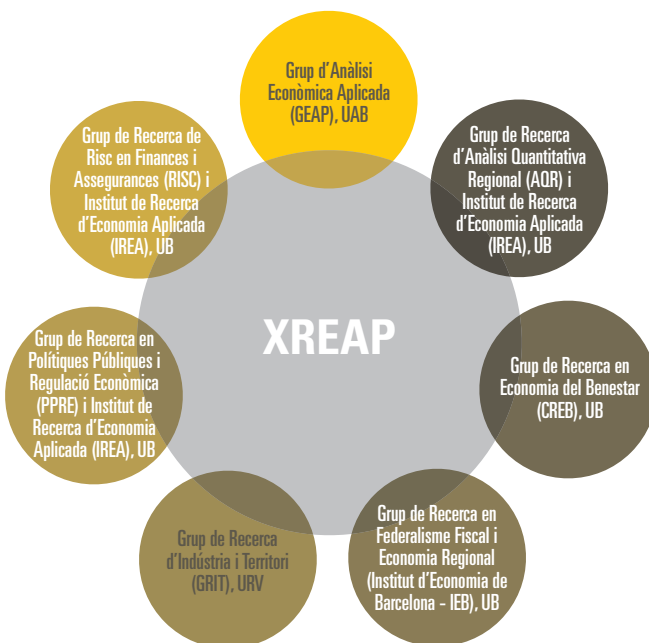 Grup d'Anàlisi
Econòmica Aplicada
(GEAP), UAB
Grup de Recerca de
Risc en Finances i
Assegurances (RISC) i
Institut de Recerca
d'Economia Aplicada
(IREA), UB
Grup de Recerca
d'Anàlisi Quantitativa
Regional (AQR) i
Institut de Recerca
d'Economia Aplicada
(IREA), UB
XREAP
Grup de Recerca en
Polítiques Públiques i
Regulació Econòmica
(PPRE) i Institut de
Recerca d'Economia
Aplicada (IREA), UB
Grup de Recerca en
Economia del Benestar
(CREB), UB
Grup de Recerca
d'Indústria i Territori
(GRIT), URV
Grup de Recerca en
Federalisme Fiscal i
Economia Regional
(Institut d'Economia de
Barcelona - IEB), UB